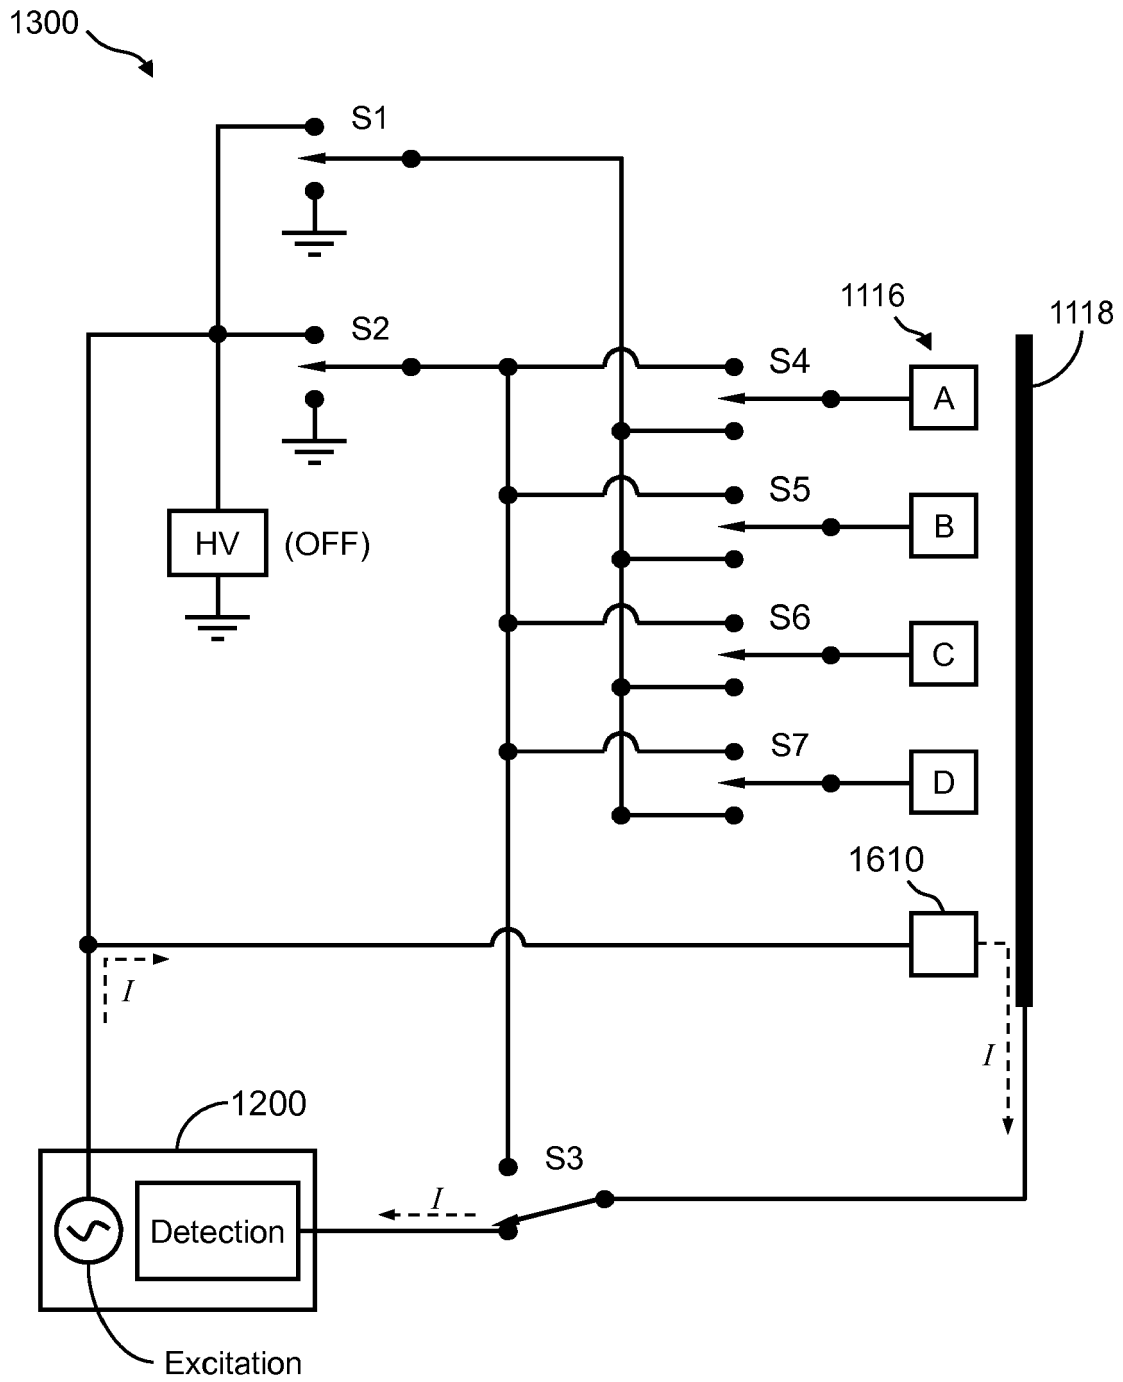 1300
S1
S2
1116
1118
S4
A
S5
HV
(OFF)
B
S6
C
S7
D
1610
I
I
1200
S3
I
Detection
Excitation